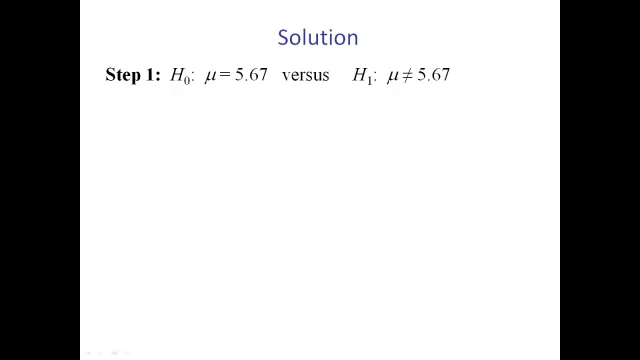 Solution
Step 1: H₀: μ = 5.67 versus H₁: μ ≠ 5.67